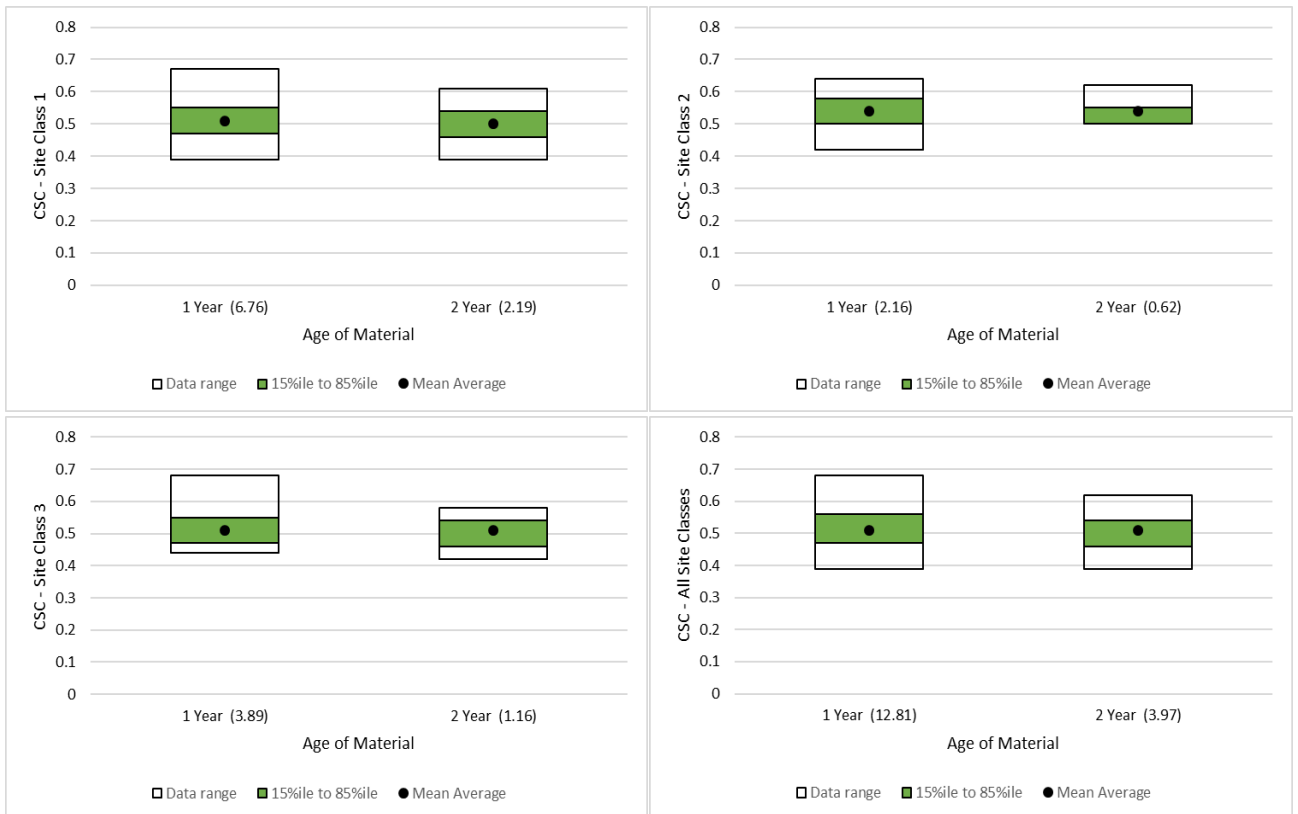 CSC - Site Class 1
0.8
0.7
0.6
0.5
0.4
0.3
0.2
0.1
0
1 Year (6.76) 2 Year (2.19)
Age of Material
Data range 15%ile to 85%ile Mean Average
CSC - Site Class 2
0.8
0.7
0.6
0.5
0.4
0.3
0.2
0.1
0
1 Year (2.16) 2 Year (0.62)
Age of Material
Data range 15%ile to 85%ile Mean Average
CSC - Site Class 3
0.8
0.7
0.6
0.5
0.4
0.3
0.2
0.1
0
1 Year (3.89) 2 Year (1.16)
Age of Material
Data range 15%ile to 85%ile Mean Average
CSC - All Site Classes
0.8
0.7
0.6
0.5
0.4
0.3
0.2
0.1
0
1 Year (12.81) 2 Year (3.97)
Age of Material
Data range 15%ile to 85%ile Mean Average